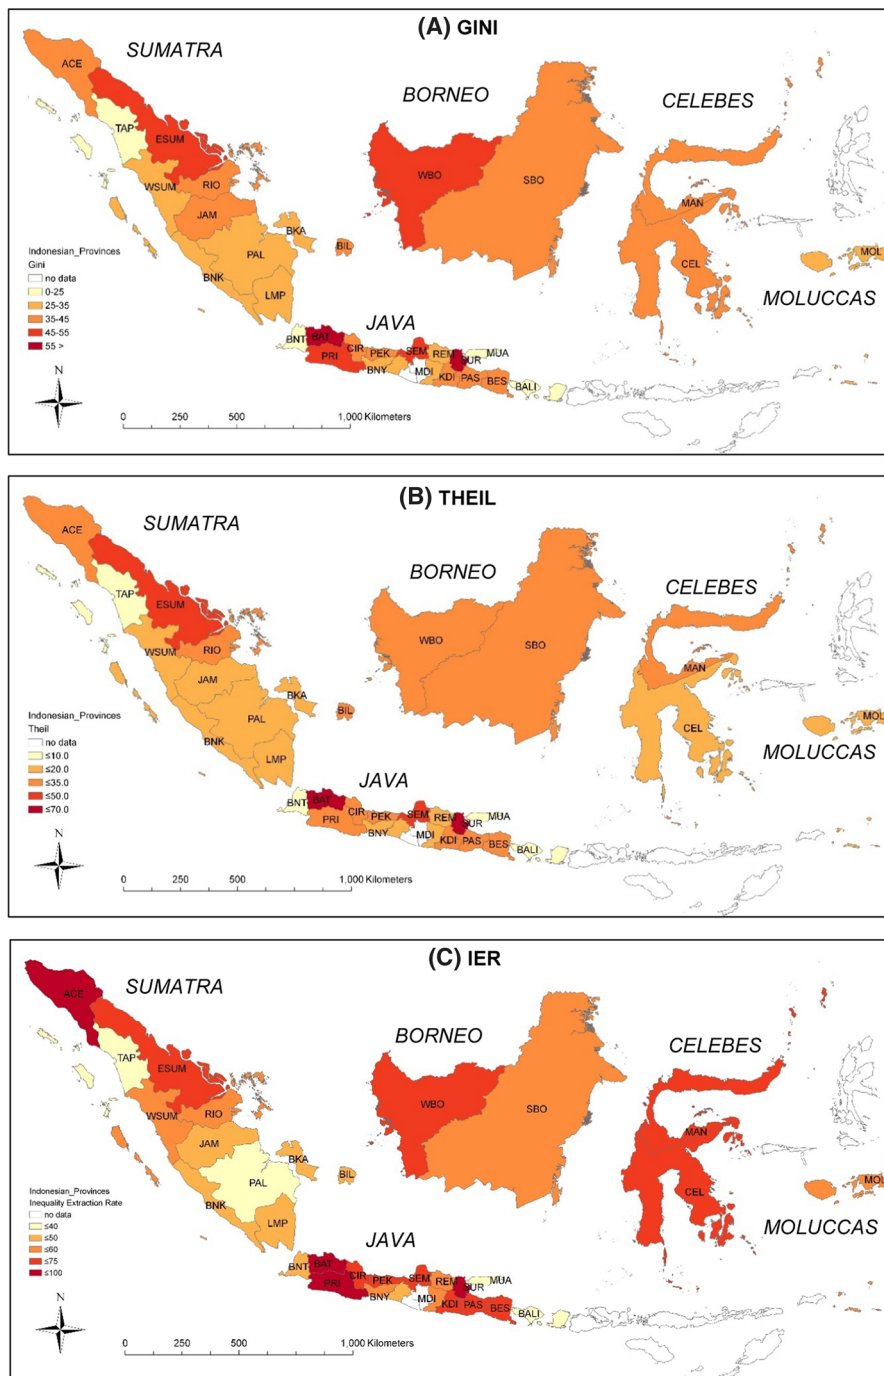 (A) GINI
SUMATRA
BORNEO
CELEBES
MOLUCCAS
JAVA
ACE
TAP
ESUM
WSUM
RIO
JAM
BKA
PAL
BIL
BNK
LMP
WBO
SBO
MAN
CEL
MOL
BNT
BAT
CIR
PRI
PEK
BNY
SEM
MDI
REM
SUR
MUA
KDI
PAS
BES
BALI
Indonesian_Provinces
Gini
no data
0-25
25-35
35-45
45-55
55 >
N
0 250 500 1,000 Kilometers
(B) THEIL
SUMATRA
BORNEO
CELEBES
MOLUCCAS
JAVA
ACE
TAP
ESUM
WSUM
RIO
JAM
BKA
PAL
BIL
BNK
LMP
WBO
SBO
MAN
CEL
MOL
BNT
BAT
CIR
PRI
PEK
BNY
SEM
MDI
REM
SUR
MUA
KDI
PAS
BES
BALI
Indonesian_Provinces
Theil
no data
≤10.0
≤20.0
≤35.0
≤50.0
≤70.0
N
0 250 500 1,000 Kilometers
(C) IER
SUMATRA
BORNEO
CELEBES
MOLUCCAS
JAVA
ACE
TAP
ESUM
WSUM
RIO
JAM
BKA
PAL
BIL
BNK
LMP
WBO
SBO
MAN
CEL
MOL
BNT
BAT
CIR
PRI
PEK
BNY
SEM
MDI
REM
SUR
MUA
KDI
PAS
BES
BALI
Indonesian_Provinces
Inequality Extraction Rate
no data
≤40
≤50
≤60
≤75
≤100
N
0 250 500 1,000 Kilometers